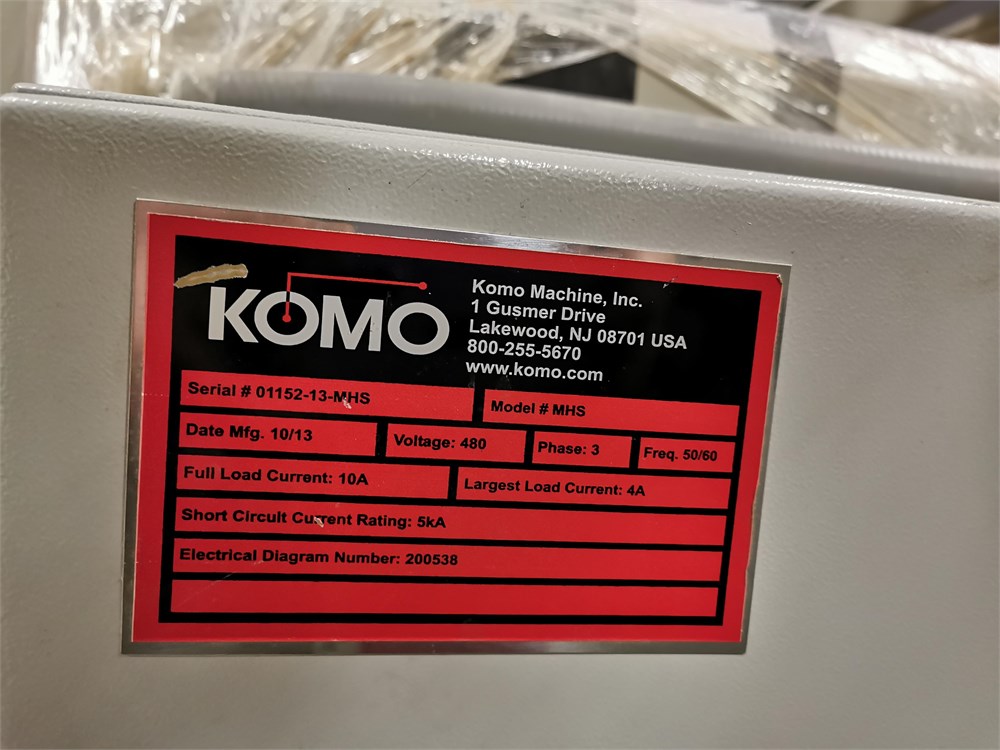 KOMO
Komo Machine, Inc.
1 Gusmer Drive
Lakewood, NJ 08701 USA
800-255-5670
www.komo.com
Serial # 01152-13-MHS
Model # MHS
Date Mfg. 10/13
Voltage: 480
Phase: 3
Freq. 50/60
Full Load Current: 10A
Largest Load Current: 4A
Short Circuit Current Rating: 5kA
Electrical Diagram Number: 200538